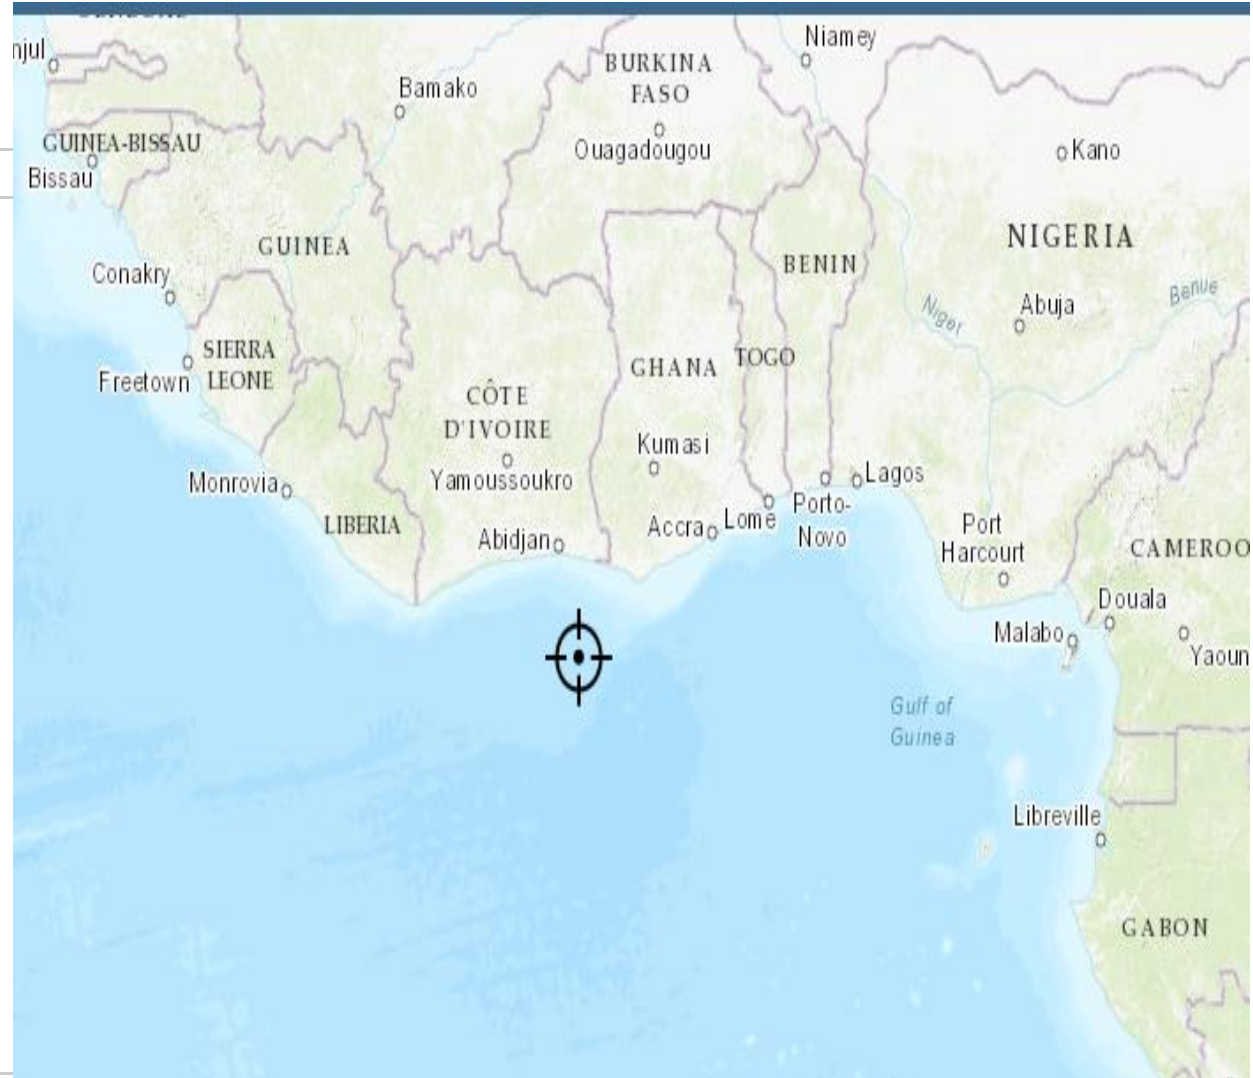 njul
Niamey
Bamako
BURKINA
FASO
Ouagadougou
Kano
GUINEA-BISSAU
Bissau
GUINEA
NIGERIA
BENIN
Conakry
Benue
Niger
Abuja
SIERRA
LEONE
Freetown
GHANA
TOGO
CÔTE
D'IVOIRE
Kumasi
Yamoussoukro
Lagos
Monrovia
LIBERIA
Abidjan
Accra
Lome
Porto-
Novo
Port
Harcourt
CAMEROO
Douala
Malabo
Yaoun
Gulf of
Guinea
Libreville
GABON